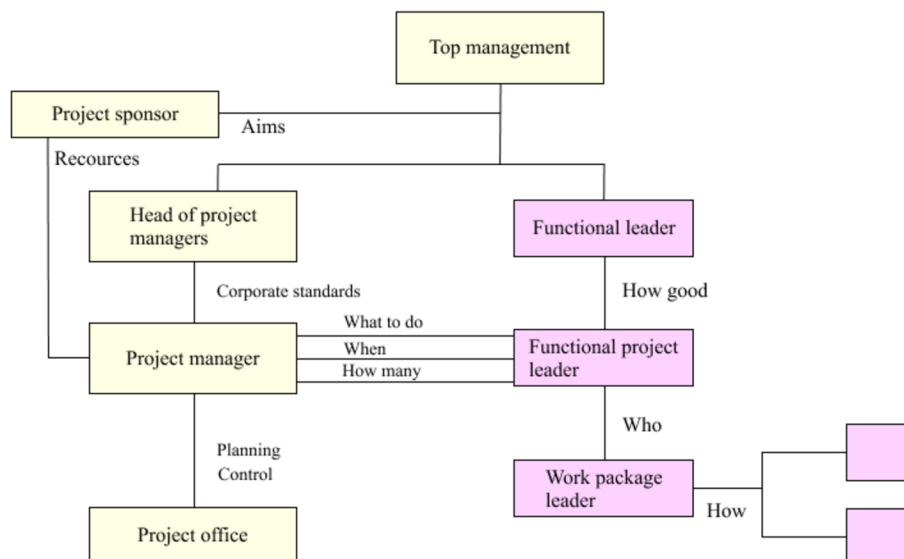 Top management
Project sponsor
Aims
Recources
Head of project
managers
Functional leader
Corporate standards
How good
What to do
When
How many
Project manager
Functional project
leader
Who
Planning
Control
Work package
leader
How
Project office